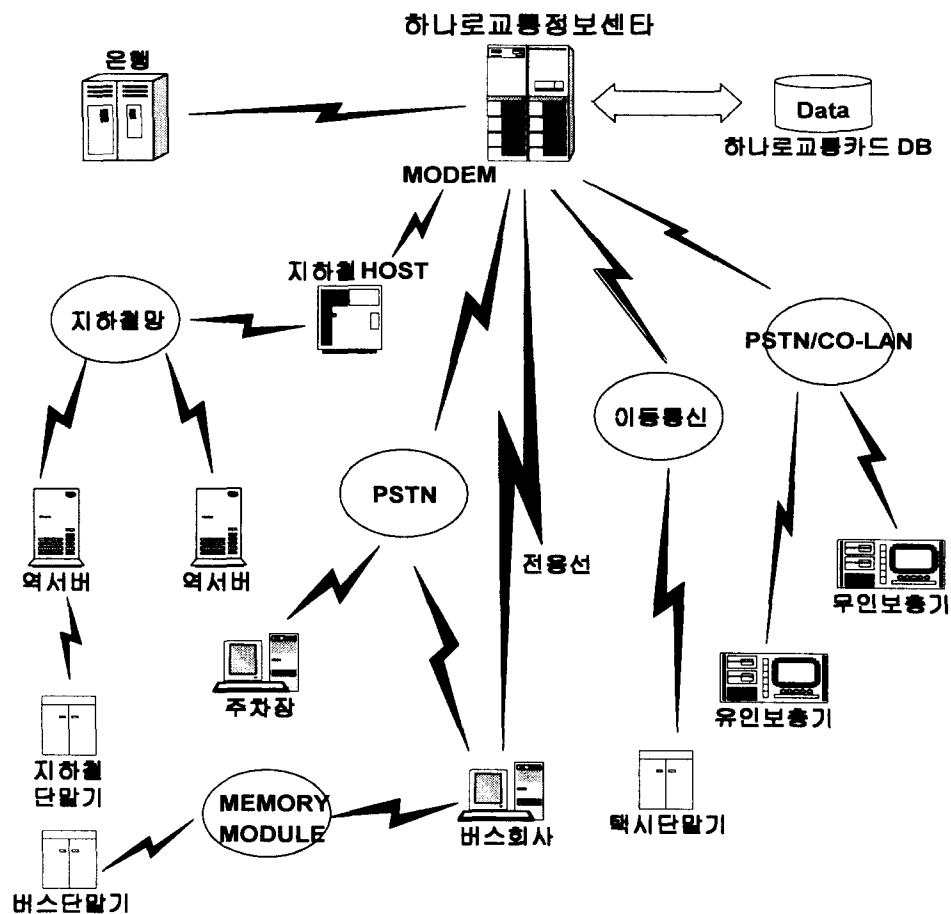 하나로교통정보센타
은행
Data
하나로교통카드 DB
MODEM
지하철 HOST
지하철망
PSTN/CO-LAN
이동통신
PSTN
전용선
역서버
역서버
무인보충기
주차장
유인보충기
지하철
단말기
MEMORY
MODULE
버스회사
택시단말기
버스단말기